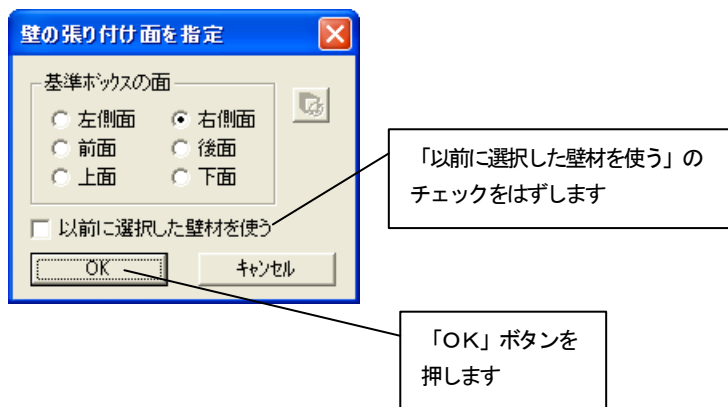 壁の張り付け面を指定
基準ボックスの面
左側面 右側面
前面 後面
上面 下面
以前に選択した壁材を使う
OK キャンセル
「以前に選択した壁材を使う」の
チェックをはずします
「OK」ボタンを
押します